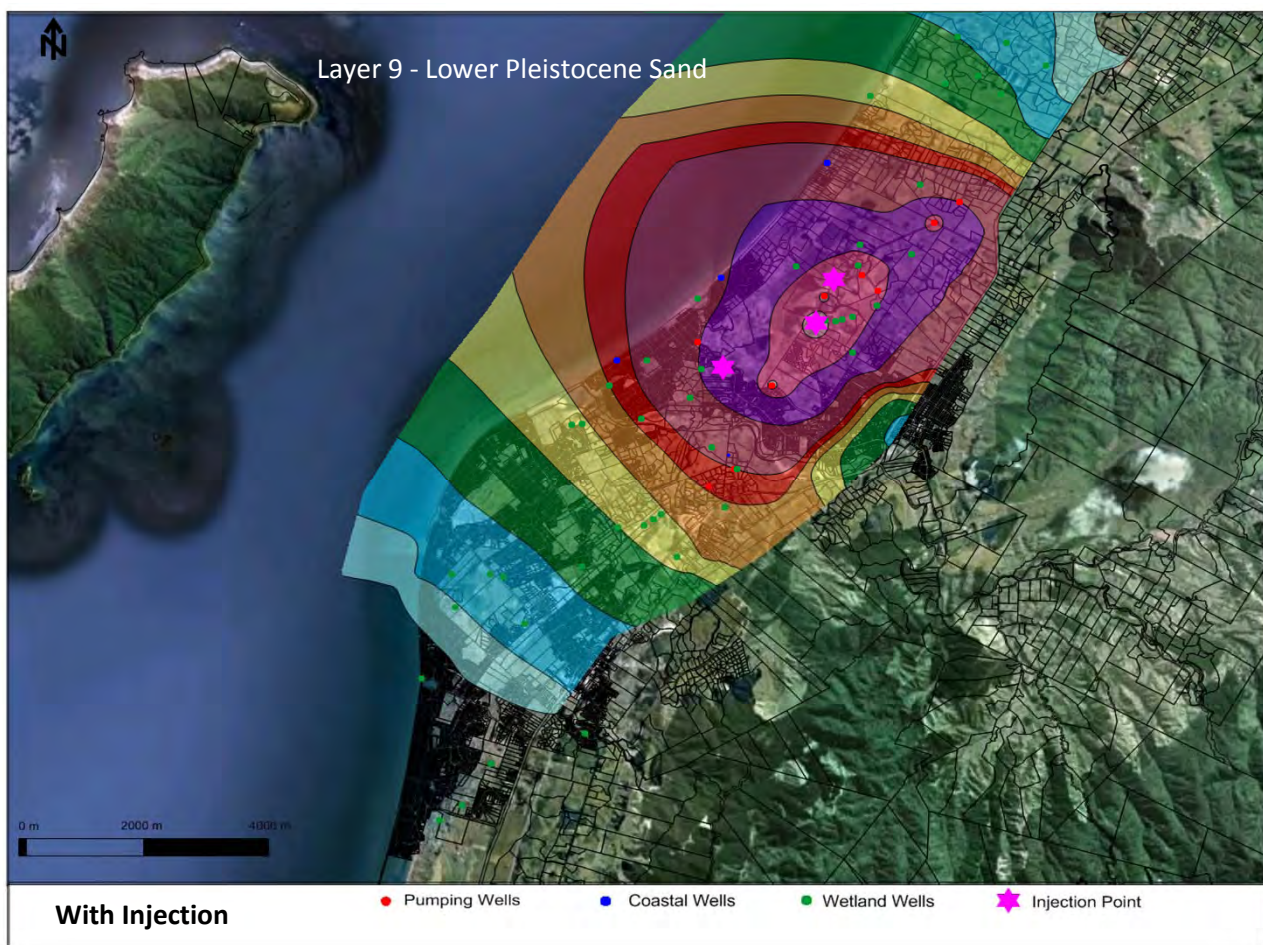 N
Layer 9 - Lower Pleistocene Sand
0 m 2000 m 4000 m
With Injection
Pumping Wells Coastal Wells Wetland Wells Injection Point